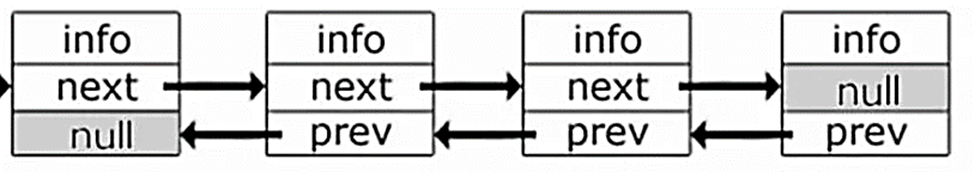 info info info info
next next next null
null prev prev prev